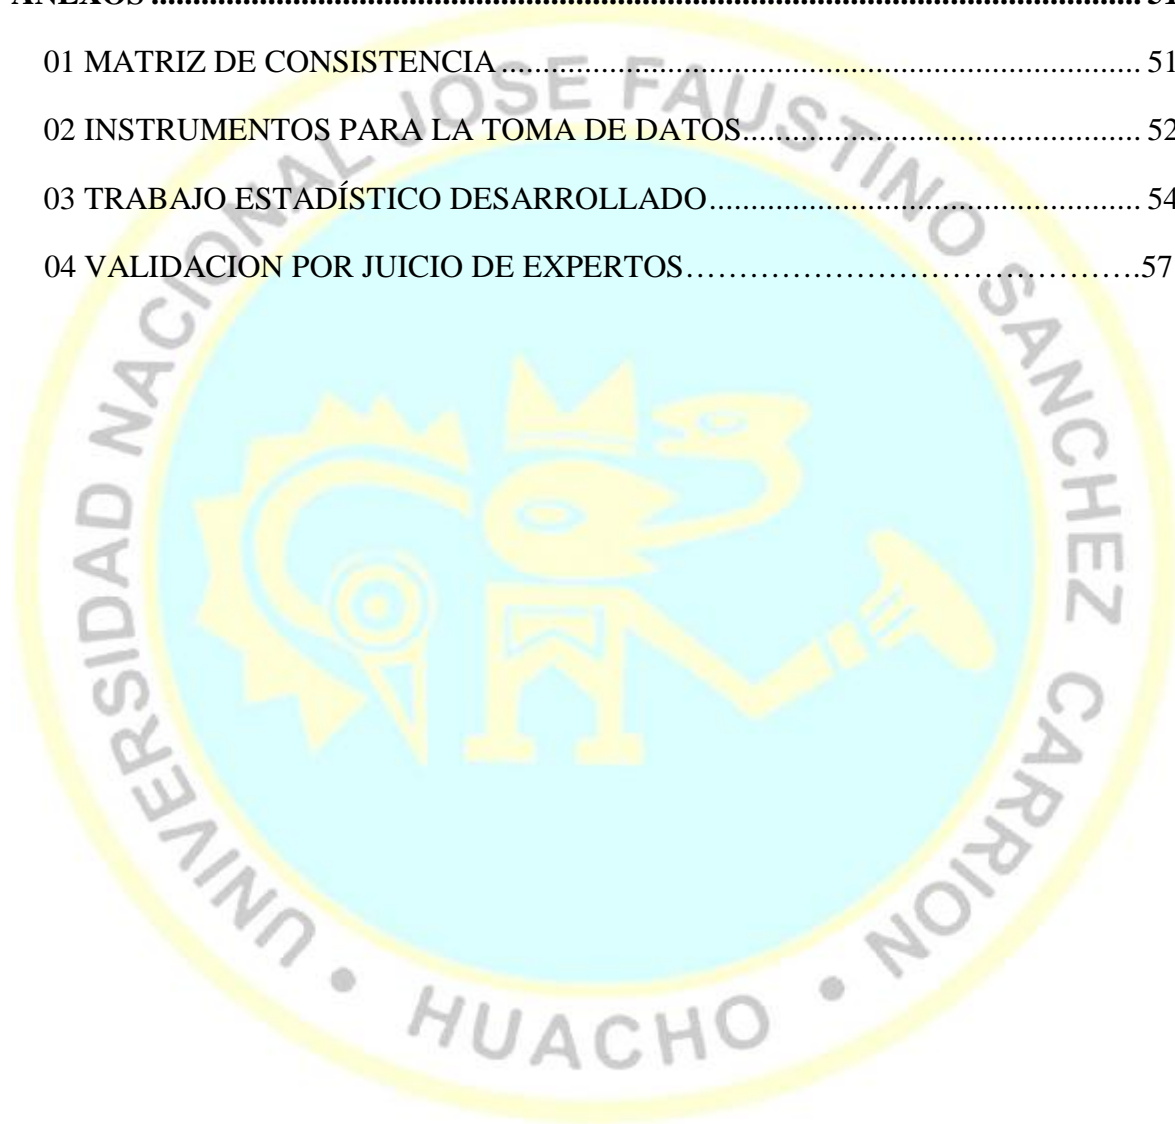 ANEXOS ........................................................................................................................ 51
01 MATRIZ DE CONSISTENCIA ................................................................................ 51
02 INSTRUMENTOS PARA LA TOMA DE DATOS.................................................. 52
03 TRABAJO ESTADÍSTICO DESARROLLADO...................................................... 54
04 VALIDACION POR JUICIO DE EXPERTOS…………………………………………….57
UNIVERSIDAD NACIONAL JOSE FAUSTINO SANCHEZ CARRION
• HUACHO •